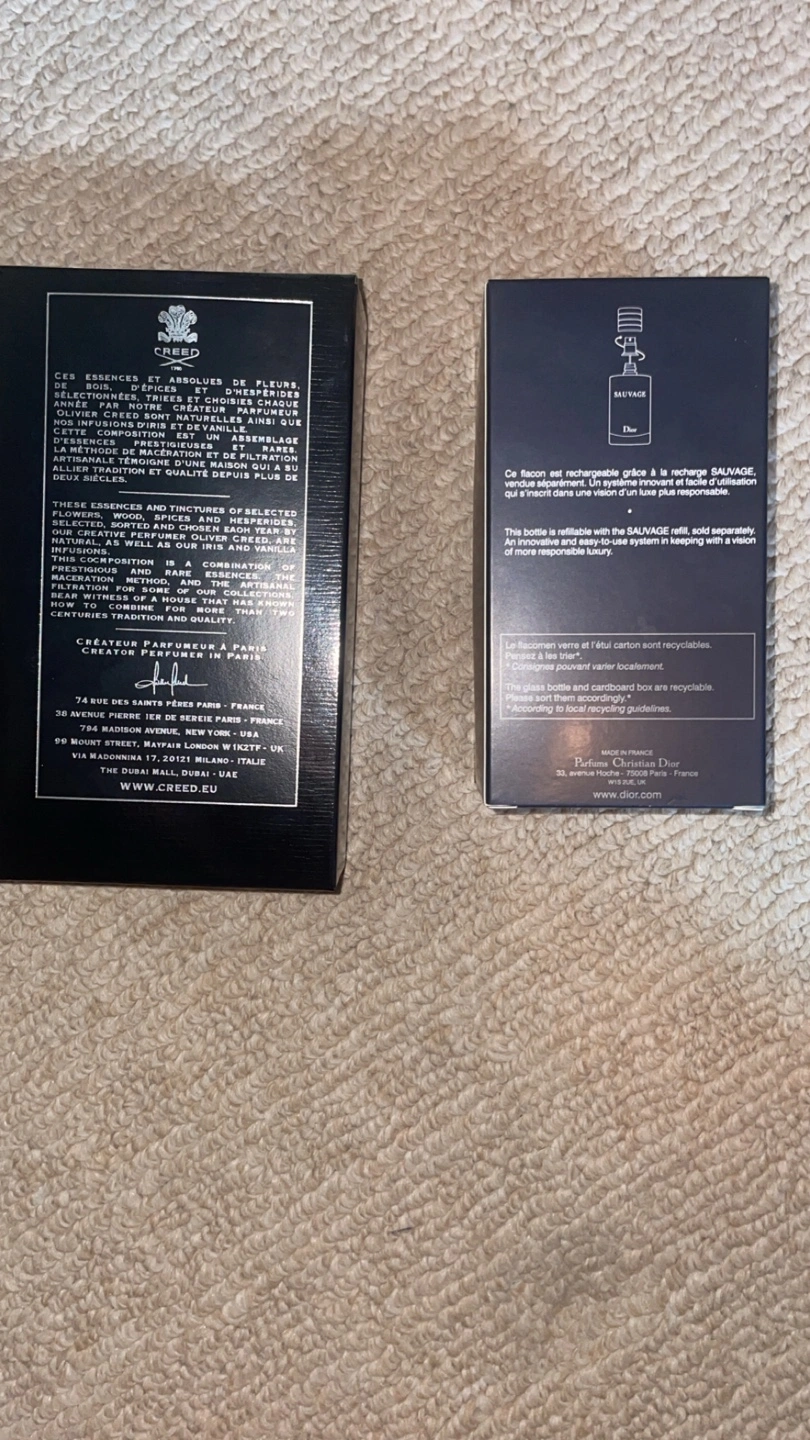 CREED
1760
CES ESSENCES ET ABSOLUES DE FLEURS,
DE BOIS, D'ÉPICES ET D'HESPÉRIDES
SÉLECTIONNÉES, TRIEES ET CHOISIES CHAQUE
ANNÉE PAR NOTRE CRÉATEUR PARFUMEUR
OLIVIER CREED SONT NATURELLES AINSI QUE
NOS INFUSIONS D'IRIS ET DE VANILLE.
CETTE COMPOSITION EST UN ASSEMBLAGE
D'ESSENCES PRESTIGIEUSES ET RARES.
LA MÉTHODE DE MACÉRATION ET DE FILTRATION
ARTISANALE TÉMOIGNE D'UNE MAISON QUI A SU
ALLIER TRADITION ET QUALITÉ DEPUIS PLUS DE
DEUX SIÈCLES.
THESE ESSENCES AND TINCTURES OF SELECTED
FLOWERS, WOOD, SPICES AND HESPERIDES,
SELECTED, SORTED AND CHOSEN EAOH YEAR BY
OUR CREATIVE PERFUMER OLIVER CREED, ARE
NATURAL, AS WELL AS OUR IRIS AND VANILLA
INFUSIONS.
THIS COCMPOSITION IS A COMBINATION OF
PRESTIGIOUS AND RARE ESSENCES. THE
MACERATION METHOD, AND THE ARTISANAL
FILTRATION FOR SOME OF OUR COLLECTIONS,
BEAR WITNESS OF A HOUSE THAT HAS KNOWN
HOW TO COMBINE FOR MORE THAN TWO
CENTURIES TRADITION AND QUALITY.
CRÉATEUR PARFUMEUR À PARIS
CREATOR PERFUMER IN PARIS
74 RUE DES SAINTS PÉRES PARIS - FRANCE
38 AVENUE PIERRE IER DE SEREIE PARIS - FRANCE
794 MADISON AVENUE, NEW YORK - USA
99 MOUNT STREET, MAYFAIR LONDON W1K2TF - UK
VIA MADONNINA 17, 20121 MILANO - ITALIE
THE DUBAI MALL, DUBAI - UAE
WWW.CREED.EU
SAUVAGE
Dior
Ce flacon est rechargeable grâce à la recharge SAUVAGE,
vendue séparément. Un système innovant et facile d'utilisation
qui s'inscrit dans une vision d'un luxe plus responsable.
This bottle is refillable with the SAUVAGE refill, sold separately.
An innovative and easy-to-use system in keeping with a vision
of more responsible luxury.
Le flacomen verre et l'étui carton sont recyclables.
Pensez à les trier*.
* Consignes pouvant varier localement.
The glass bottle and cardboard box are recyclable.
Please sort them accordingly.*
* According to local recycling guidelines.
MADE IN FRANCE
Parfums Christian Dior
33, avenue Hoche - 75008 Paris - France
W1S 2UE, UK
www.dior.com